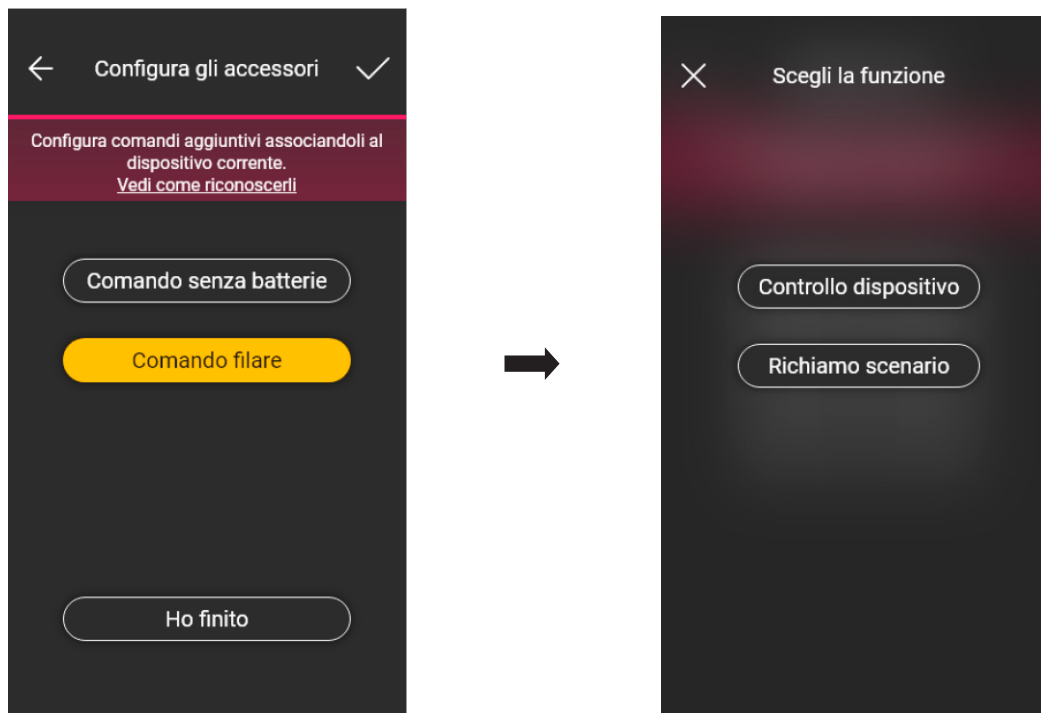 Configura gli accessori
Configura comandi aggiuntivi associandoli al
dispositivo corrente.
Vedi come riconoscerli
Comando senza batterie
Comando filare
Ho finito
Scegli la funzione
Controllo dispositivo
Richiamo scenario